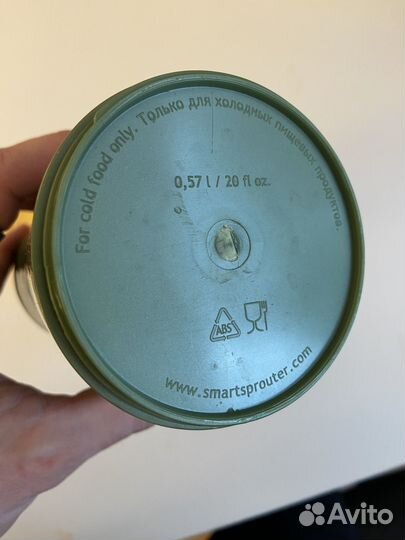 For cold food only. Только для холодных пищевых продуктов.
0,57 l / 20 fl oz.
ABS
www.smartsprouter.com
Avito